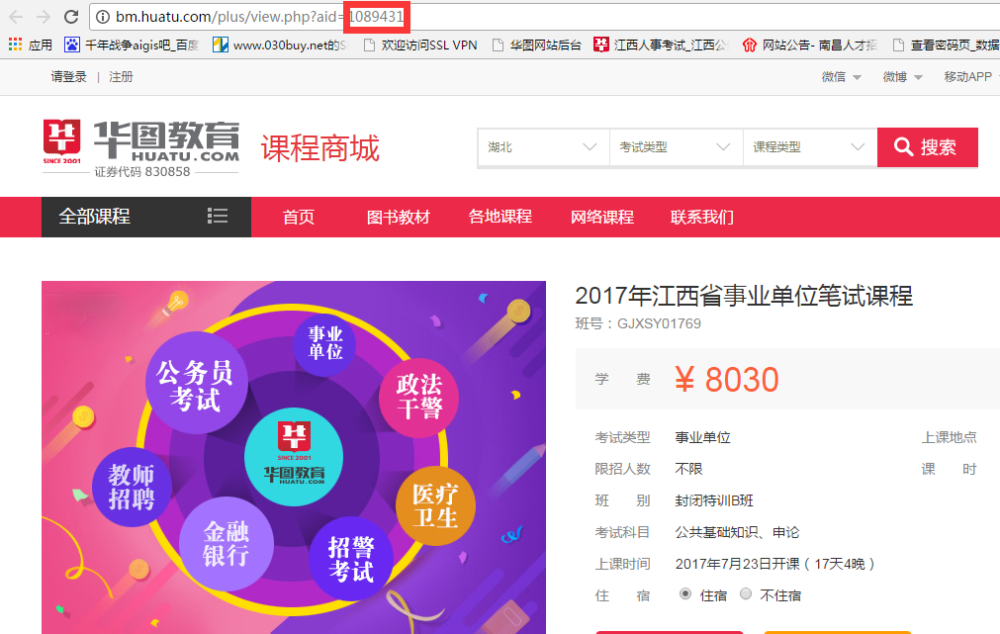 bm.huatu.com/plus/view.php?aid=1089431
应用 千年战争aigis吧_百度 www.030buy.net的S 欢迎访问SSL VPN 华图网站后台 江西人事考试_江西公 网站公告- 南昌人才招 查看密码页_数据
请登录 | 注册 微信 微博 移动APP
华图教育
HUATU.COM
SINCE 2001
证券代码 830858
课程商城
湖北 考试类型 课程类型 搜索
全部课程 首页 图书教材 各地课程 网络课程 联系我们
事业单位
公务员考试
政法干警
SINCE 2001
华图教育
HUATU.COM
教师招聘
医疗卫生
金融银行
招警考试
2017年江西省事业单位笔试课程
班号：GJXSY01769
学 费 ¥ 8030
考试类型 事业单位 上课地点
限招人数 不限 课 时
班 别 封闭特训B班
考试科目 公共基础知识、申论
上课时间 2017年7月23日开课（17天4晚）
住 宿 住宿 不住宿